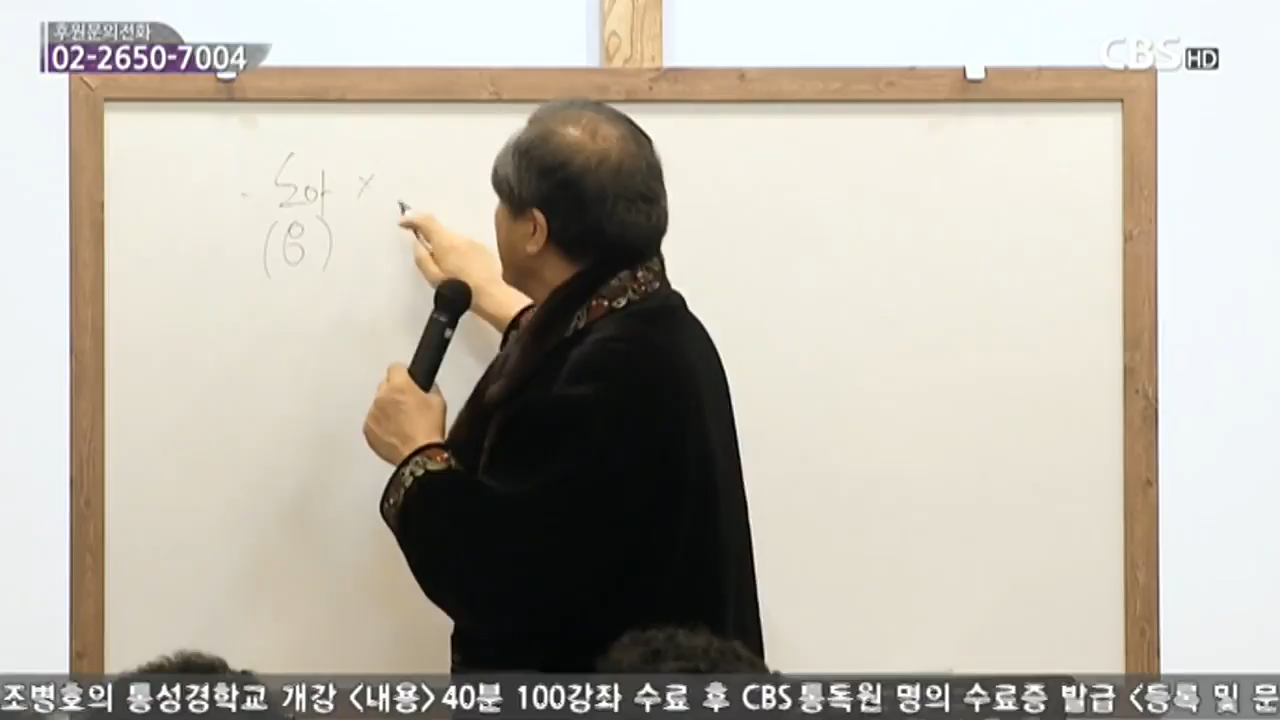 후원문의전화
02-2650-7004
CBS HD
노아 X
(8)
조병호의 통성경학교 개강 <내용> 40분 100강좌 수료 후 CBS통독원 명의 수료증 발급 <등록 및 문